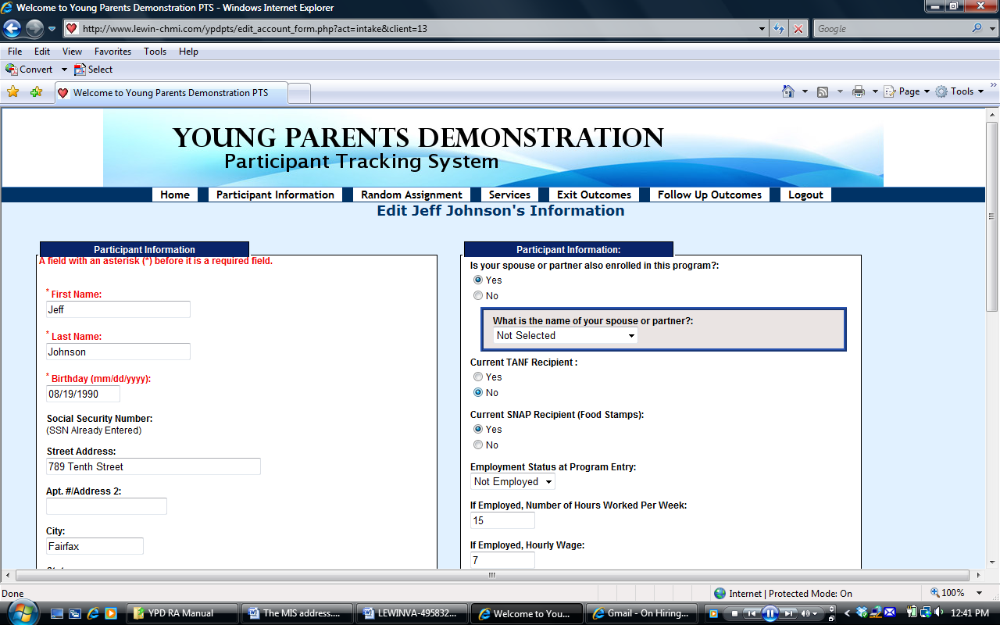 Welcome to Young Parents Demonstration PTS - Windows Internet Explorer
http://www.lewin-chmi.com/ypdpts/edit_account_form.php?act=intake&client=13
Google
File Edit View Favorites Tools Help
Convert Select
Welcome to Young Parents Demonstration PTS
Page Tools
YOUNG PARENTS DEMONSTRATION
Participant Tracking System
Home Participant Information Random Assignment Services Exit Outcomes Follow Up Outcomes Logout
Edit Jeff Johnson's Information
Participant Information
A field with an asterisk (*) before it is a required field.
* First Name:
Jeff
* Last Name:
Johnson
* Birthday (mm/dd/yyyy):
08/19/1990
Social Security Number:
(SSN Already Entered)
Street Address:
789 Tenth Street
Apt. #/Address 2:
City:
Fairfax
Participant Information:
Is your spouse or partner also enrolled in this program?:
Yes
No
What is the name of your spouse or partner?:
Not Selected
Current TANF Recipient :
Yes
No
Current SNAP Recipient (Food Stamps):
Yes
No
Employment Status at Program Entry:
Not Employed
If Employed, Number of Hours Worked Per Week:
15
If Employed, Hourly Wage:
7
Done
Internet | Protected Mode: On
100%
YPD RA Manual
The MIS address....
LEWINVA-495832...
Welcome to You...
Gmail - On Hiring...
12:41 PM